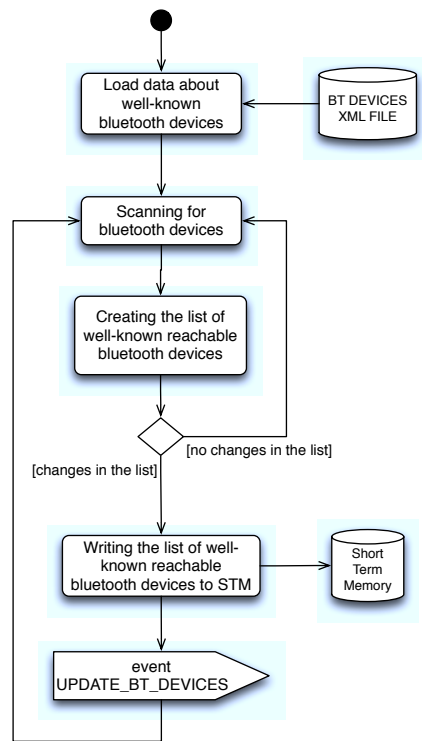 Load data about
well-known
bluetooth devices
BT DEVICES
XML FILE
Scanning for
bluetooth devices
Creating the list of
well-known reachable
bluetooth devices
[no changes in the list]
[changes in the list]
Writing the list of well-
known reachable
bluetooth devices to STM
Short
Term
Memory
event
UPDATE_BT_DEVICES